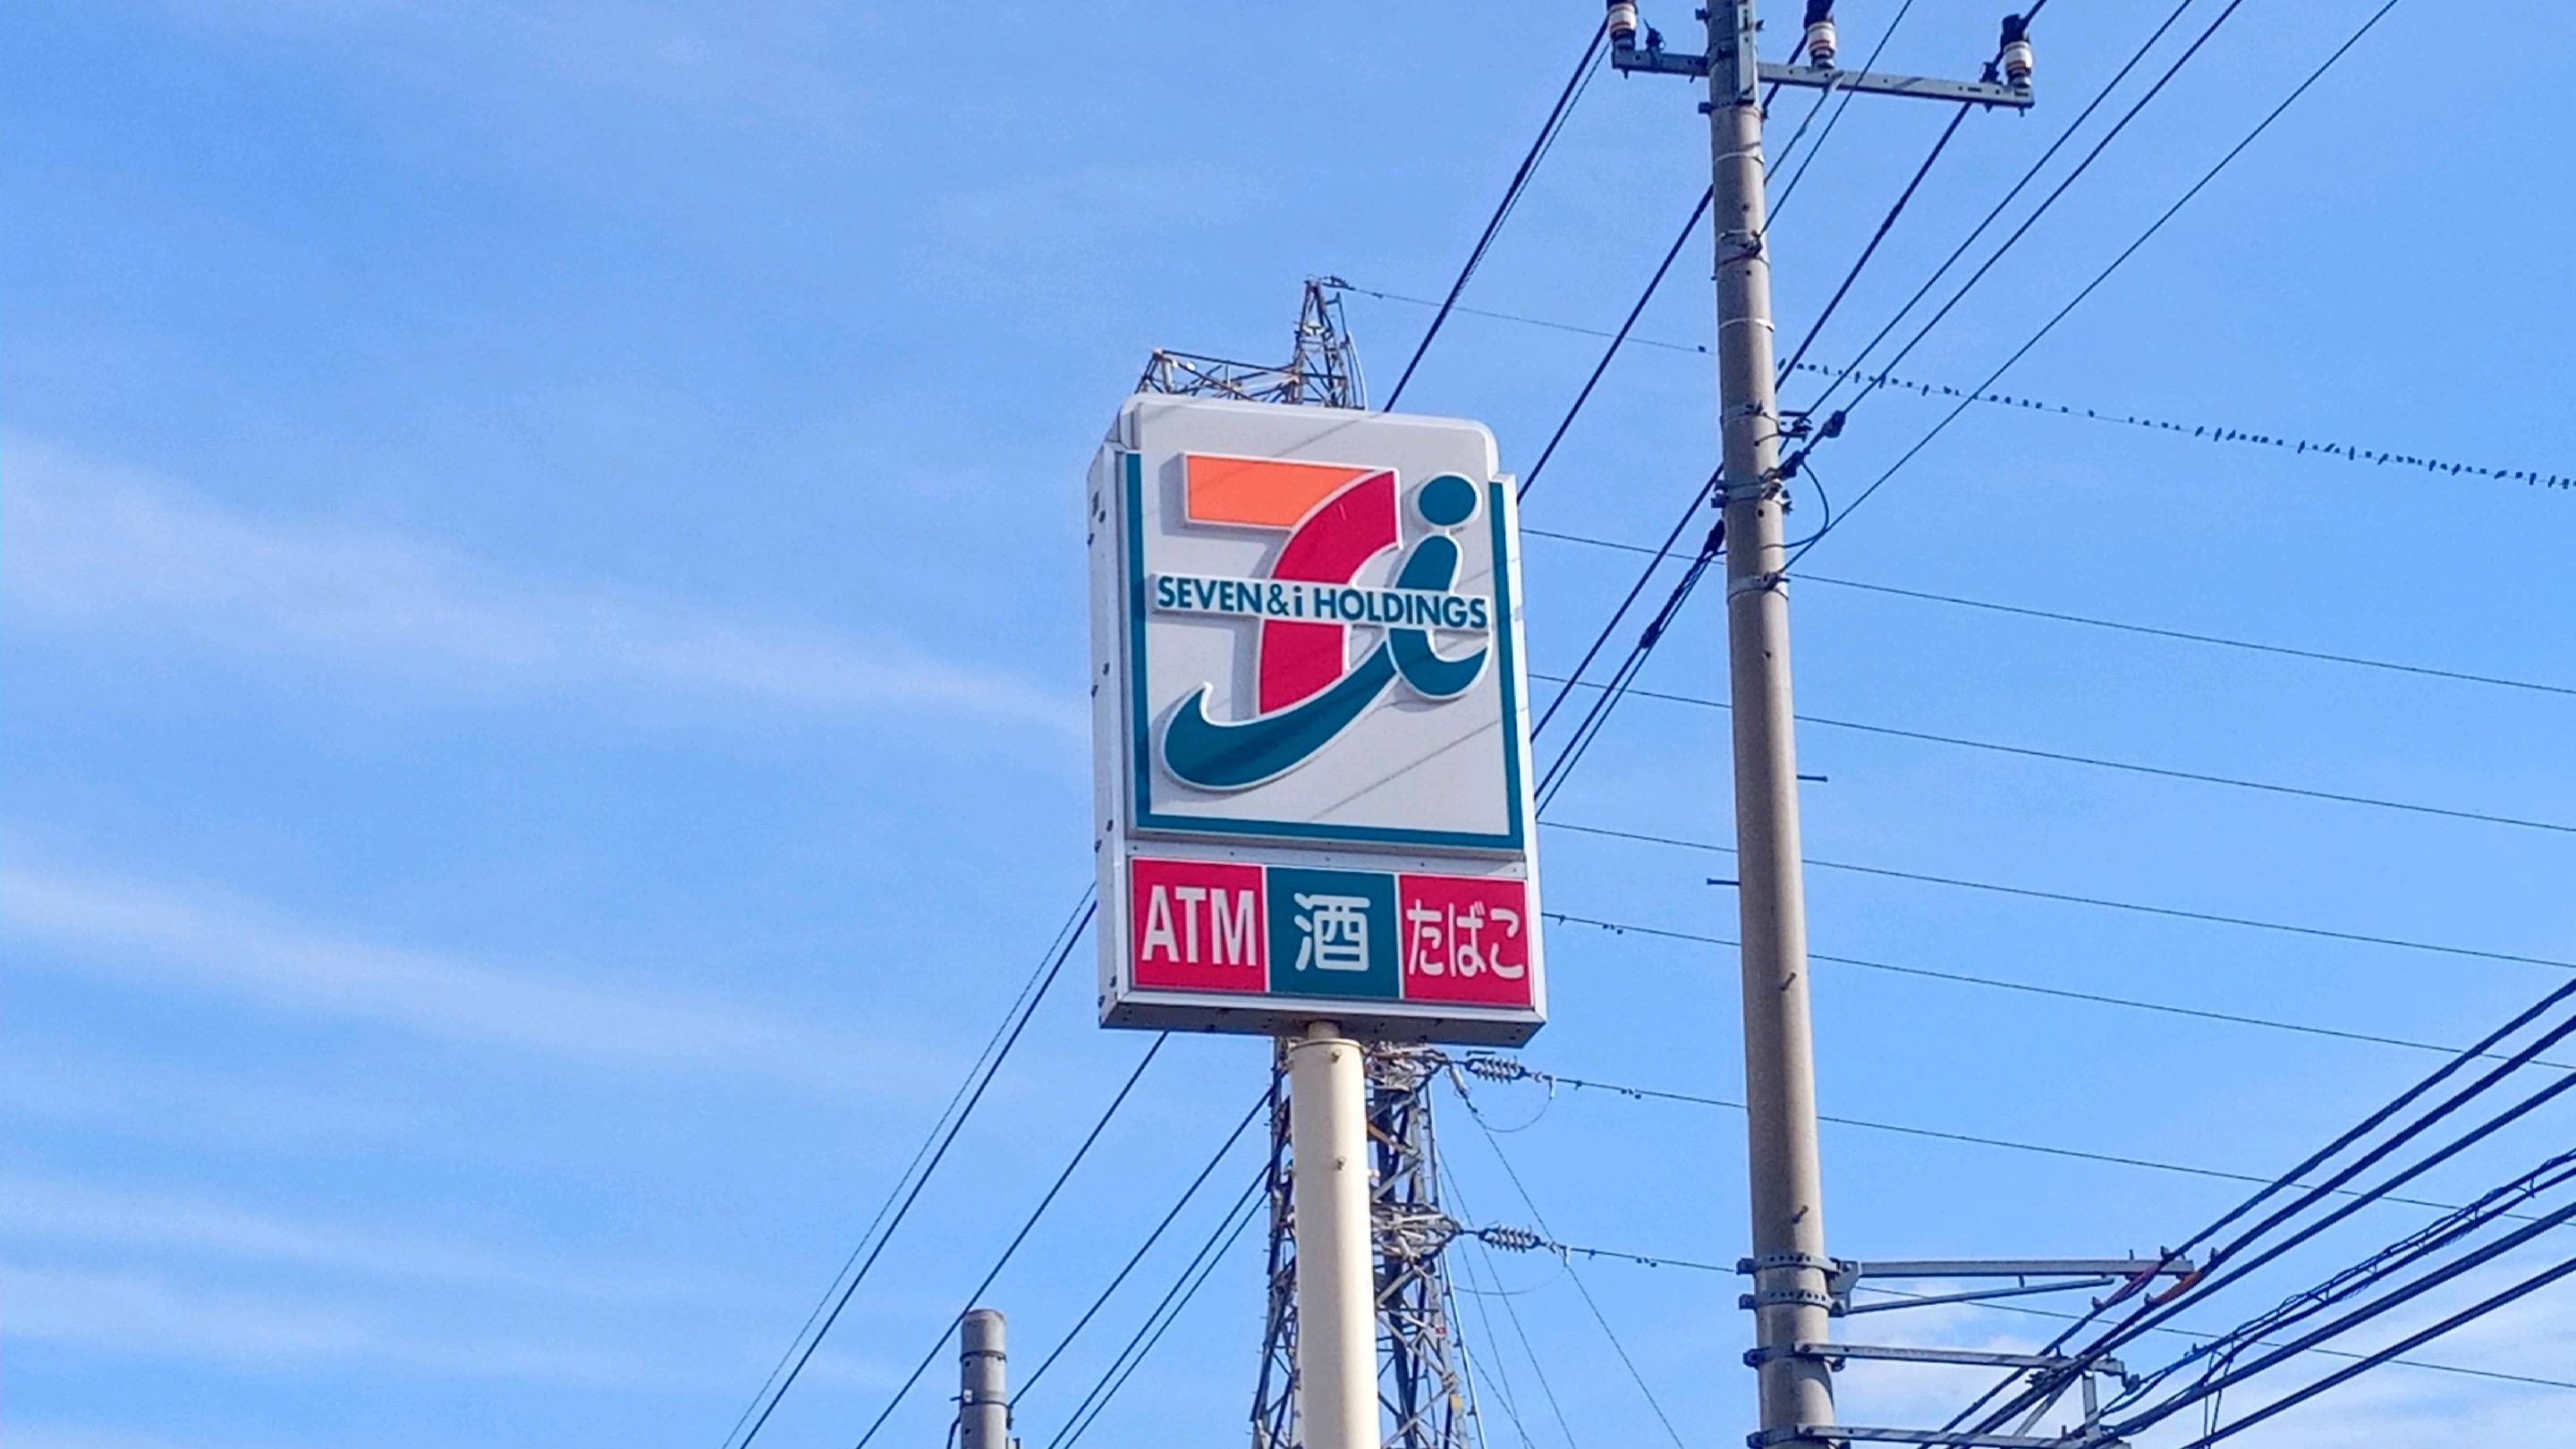 SEVEN&i HOLDINGS
ATM 酒 たばこ